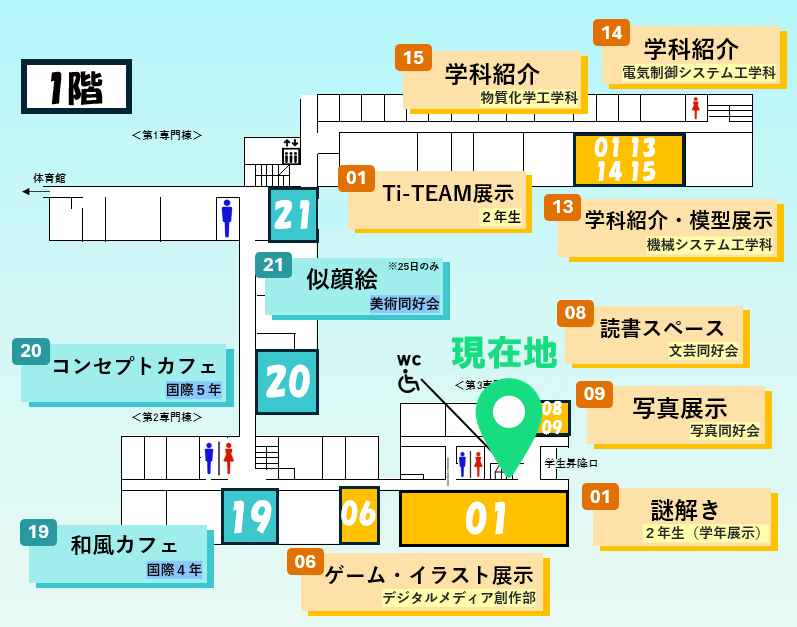 1階
15
学科紹介
物質化学工学科
14
学科紹介
電気制御システム工学科
＜第1専門棟＞
体育館
01 13
14 15
01
Ti-TEAM展示
２年生
13
学科紹介・模型展示
機械システム工学科
21
21
似顔絵
※25日のみ
美術同好会
08
読書スペース
文芸同好会
20
コンセプトカフェ
国際５年
20
WC
現在地
＜第3
08
09
09
写真展示
写真同好会
＜第2専門棟＞
学生昇降口
19
06
01
01
謎解き
２年生（学年展示）
19
和風カフェ
国際４年
06
ゲーム・イラスト展示
デジタルメディア創作部